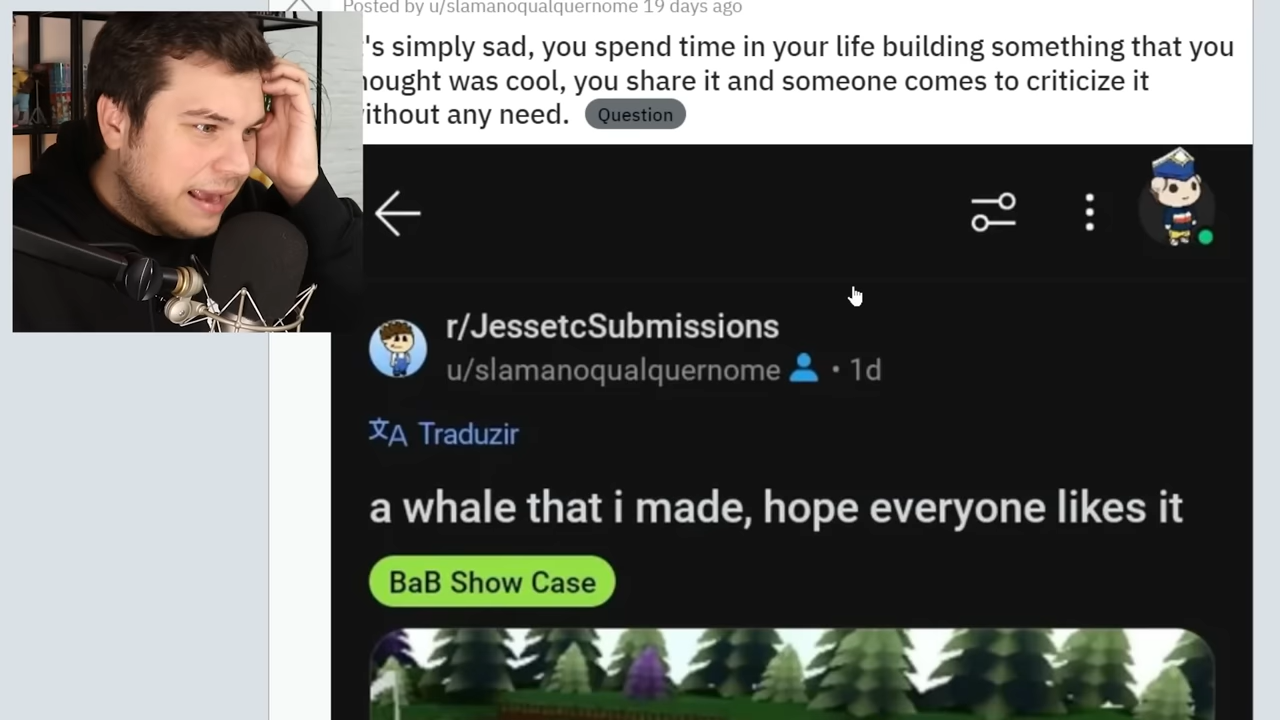 Posted by u/slamanoqualquernome 19 days ago
's simply sad, you spend time in your life building something that you
hought was cool, you share it and someone comes to criticize it
ithout any need. Question
r/JessetcSubmissions
u/slamanoqualquernome • 1d
Traduzir
a whale that i made, hope everyone likes it
BaB Show Case